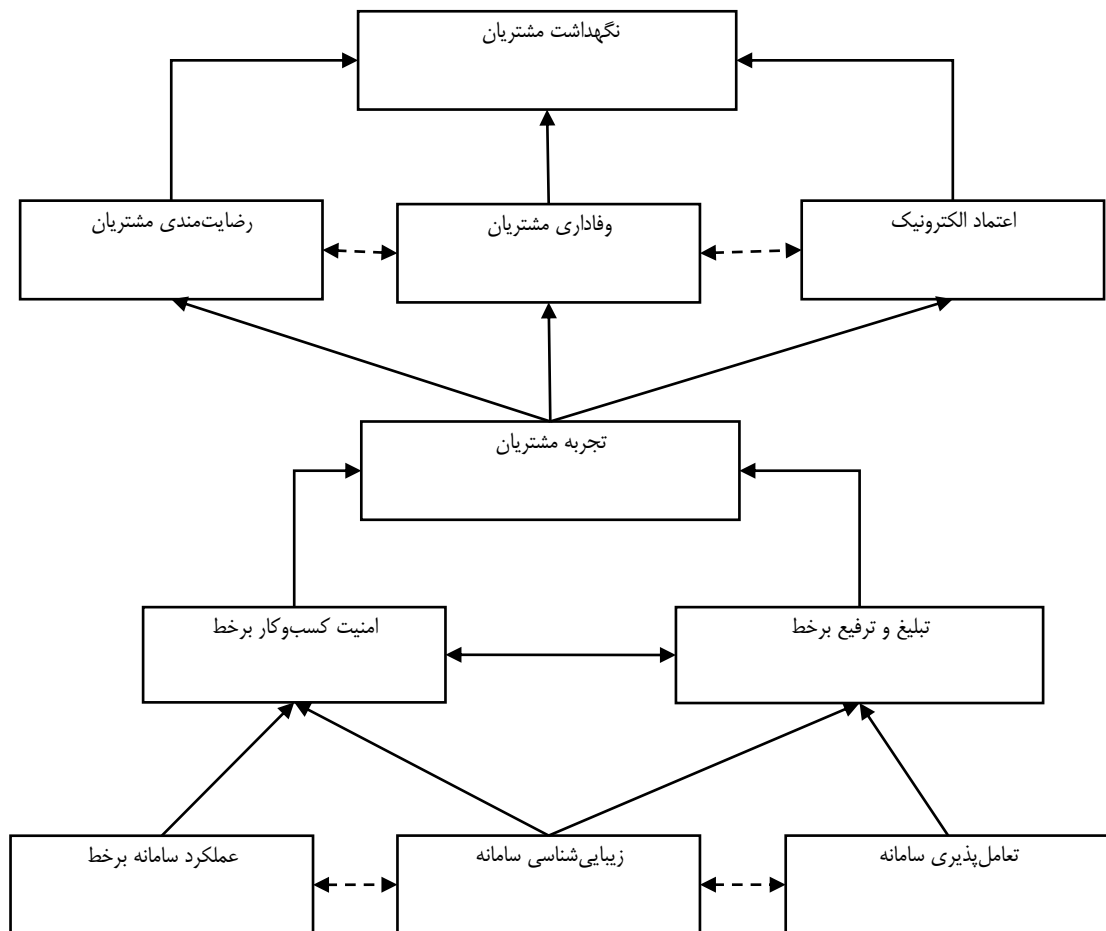 نگهداشت مشتریان
اعتماد الکترونیک
وفاداری مشتریان
رضایت‌مندی مشتریان
تجربه مشتریان
تبلیغ و ترفیع برخط
امنیت کسب‌وکار برخط
تعامل‌پذیری سامانه
زیبایی‌شناسی سامانه
عملکرد سامانه برخط